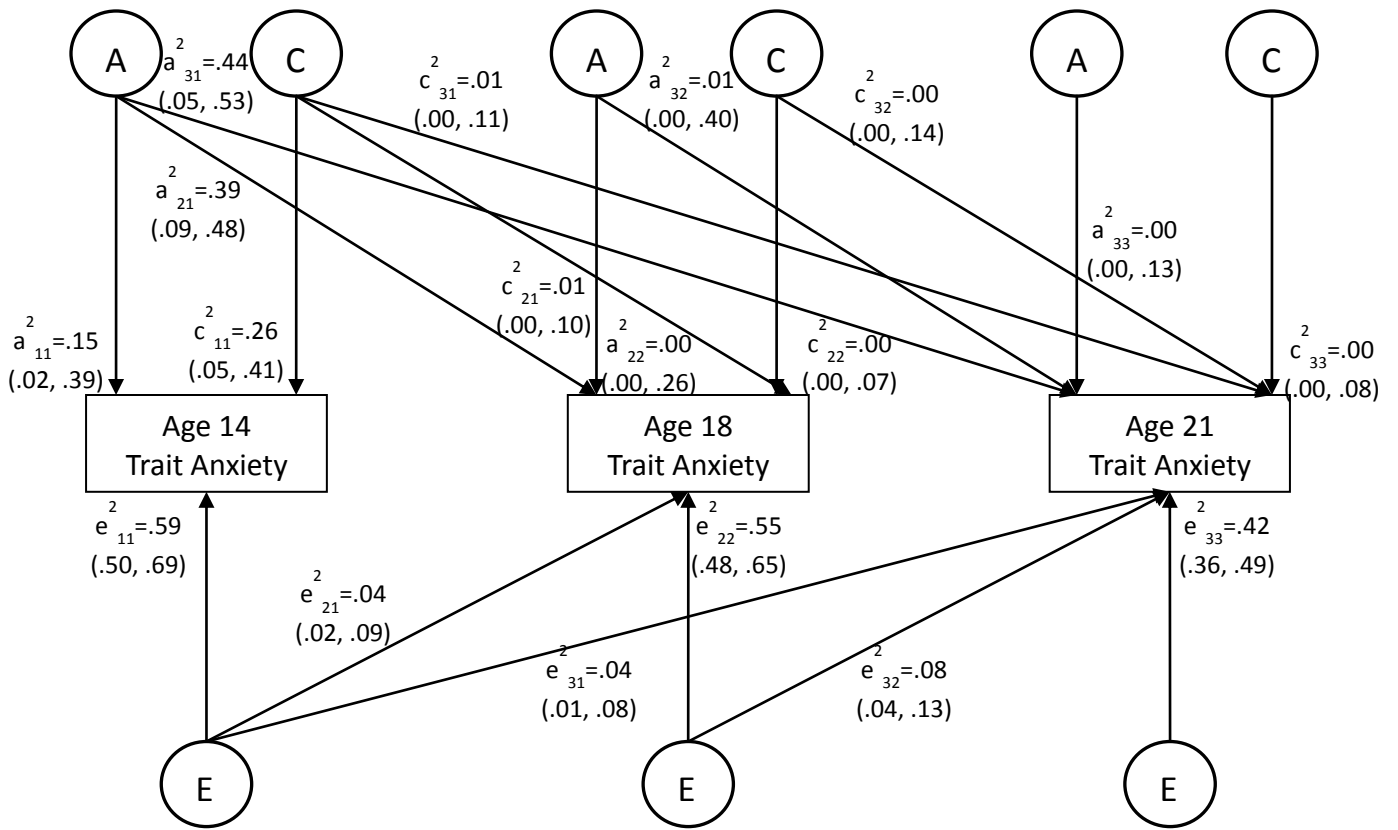 A
C
A
C
A
C
a²₃₁=.44
(.05, .53)
c²₃₁=.01
(.00, .11)
a²₃₂=.01
(.00, .40)
c²₃₂=.00
(.00, .14)
a²₂₁=.39
(.09, .48)
a²₃₃=.00
(.00, .13)
c²₂₁=.01
(.00, .10)
a²₁₁=.15
(.02, .39)
c²₁₁=.26
(.05, .41)
a²₂₂=.00
(.00, .26)
c²₂₂=.00
(.00, .07)
c²₃₃=.00
(.00, .08)
Age 14
Trait Anxiety
Age 18
Trait Anxiety
Age 21
Trait Anxiety
e²₁₁=.59
(.50, .69)
e²₂₂=.55
(.48, .65)
e²₃₃=.42
(.36, .49)
e²₂₁=.04
(.02, .09)
e²₃₁=.04
(.01, .08)
e²₃₂=.08
(.04, .13)
E
E
E